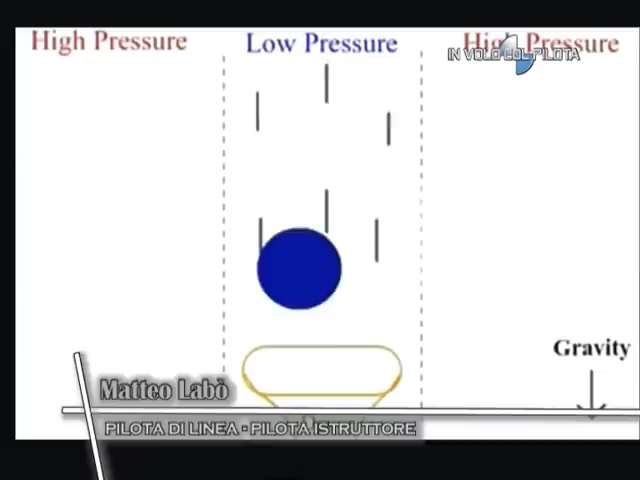 High Pressure
Low Pressure
High Pressure
IN VOLO COL PILOTA
Gravity
Matteo Labò
PILOTA DI LINEA - PILOTA ISTRUTTORE